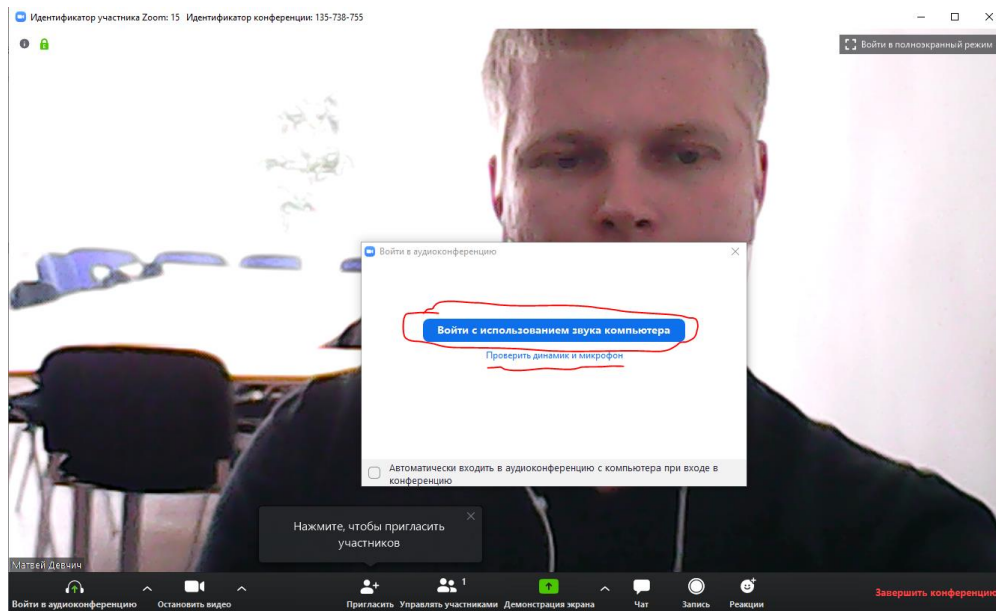 Идентификатор участника Zoom: 15 Идентификатор конференции: 135-738-755
Войти в полноэкранный режим
Войти в аудиоконференцию
Войти с использованием звука компьютера
Проверить динамик и микрофон
Автоматически входить в аудиоконференцию с компьютера при входе в
конференцию
Нажмите, чтобы пригласить
участников
Матвей Девчич
1
Войти в аудиоконференцию Остановить видео Пригласить Управлять участниками Демонстрация экрана Чат Запись Реакции Завершить конференцию